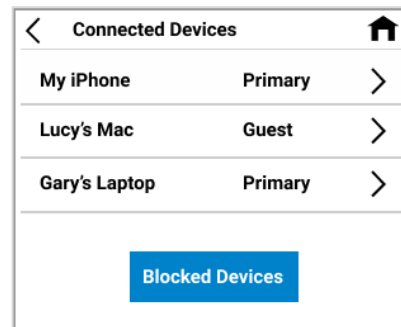 Connected Devices
My iPhone Primary
Lucy's Mac Guest
Gary's Laptop Primary
Blocked Devices